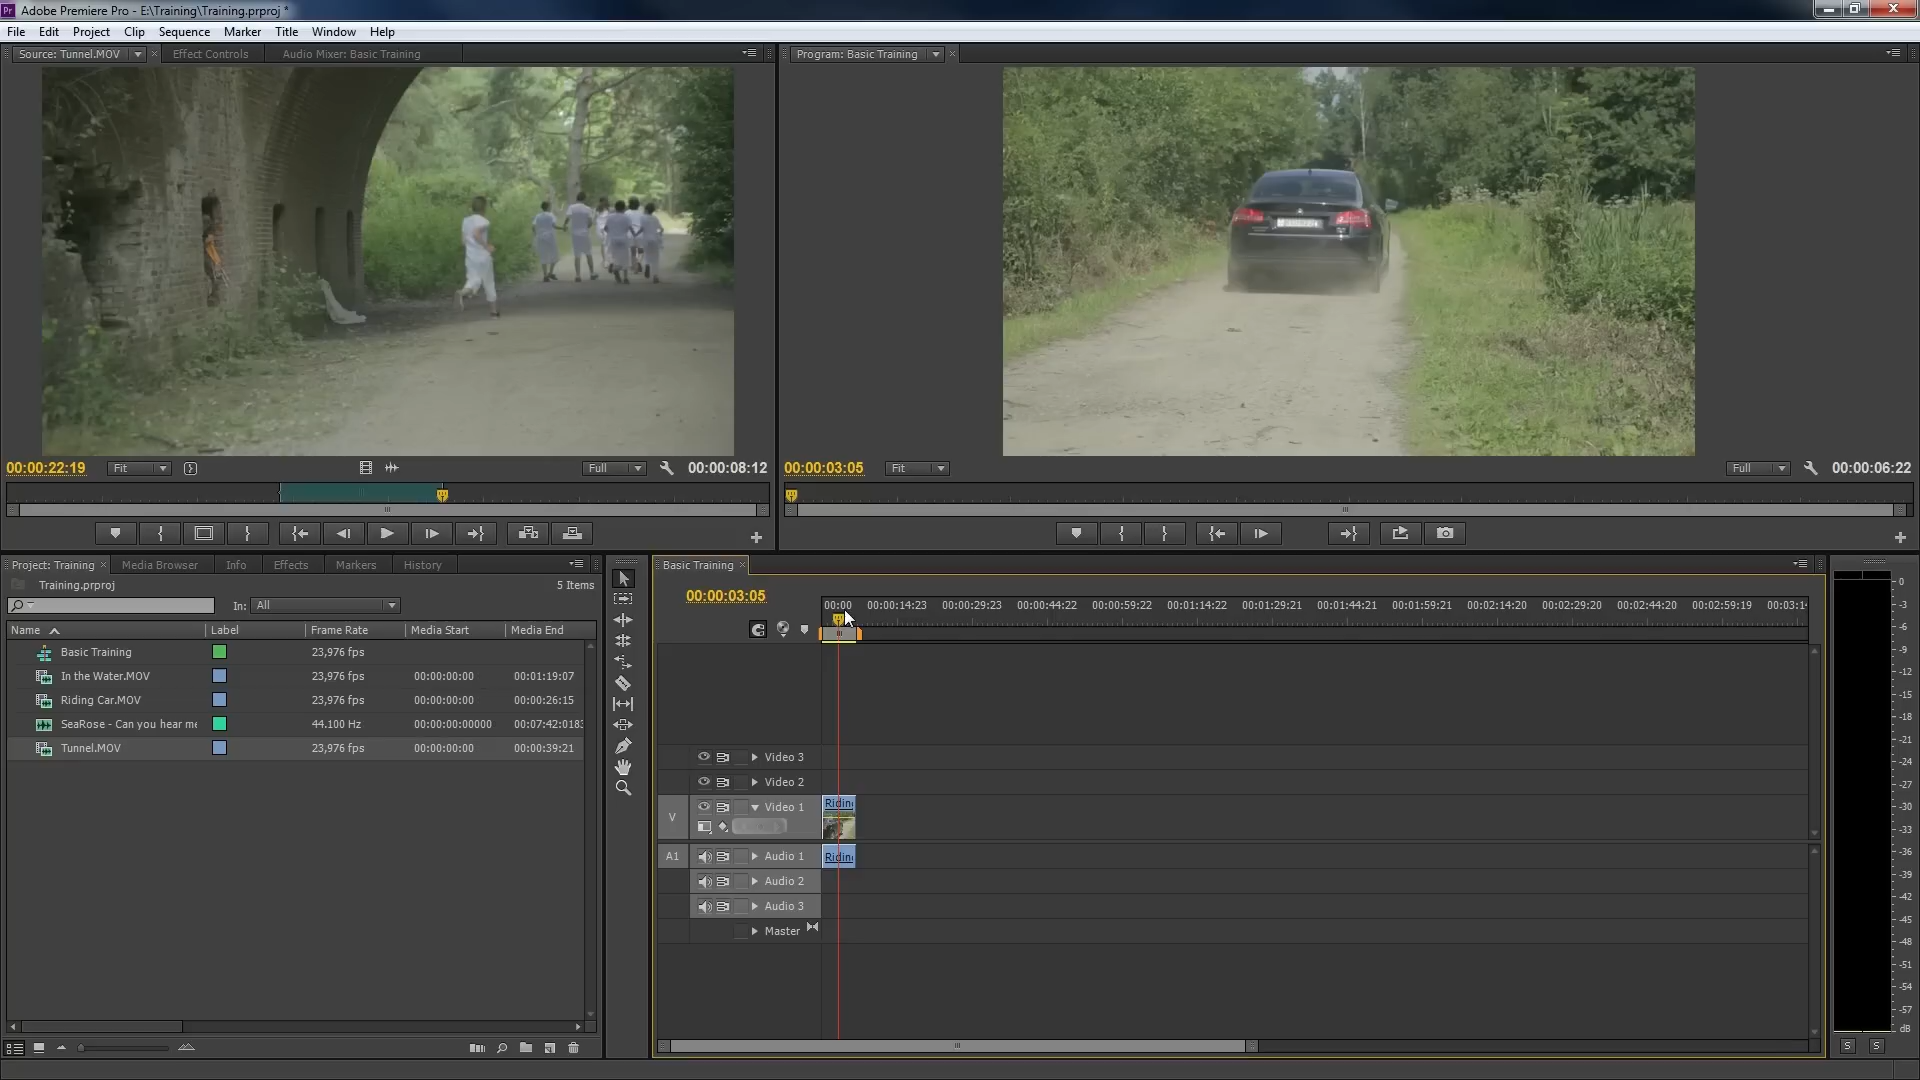 Adobe Premiere Pro - E:\Training\Training.prproj *
File Edit Project Clip Sequence Marker Title Window Help
Source: Tunnel.MOV Effect Controls Audio Mixer: Basic Training
Program: Basic Training
00:00:22:19 Fit Full 00:00:08:12
00:00:03:05 Fit Full 00:00:06:22
Project: Training Media Browser Info Effects Markers History
Training.prproj 5 Items
In: All
Name Label Frame Rate Media Start Media End
Basic Training 23,976 fps
In the Water.MOV 23,976 fps 00:00:00:00 00:01:19:07
Riding Car.MOV 23,976 fps 00:00:00:00 00:00:26:15
SeaRose - Can you hear me 44.100 Hz 00:00:00:00000 00:07:42:0183
Tunnel.MOV 23,976 fps 00:00:00:00 00:00:39:21
Basic Training
00:00:03:05
00:00 00:00:14:23 00:00:29:23 00:00:44:22 00:00:59:22 00:01:14:22 00:01:29:21 00:01:44:21 00:01:59:21 00:02:14:20 00:02:29:20 00:02:44:20 00:02:59:19 00:03:1
Video 3
Video 2
V Video 1 Ridin
A1 Audio 1 Ridin
Audio 2
Audio 3
Master
0
-3
-6
-9
-12
-15
-18
-21
-24
-27
-30
-33
-36
-39
-42
-45
-48
-51
-54
-57
dB
S S